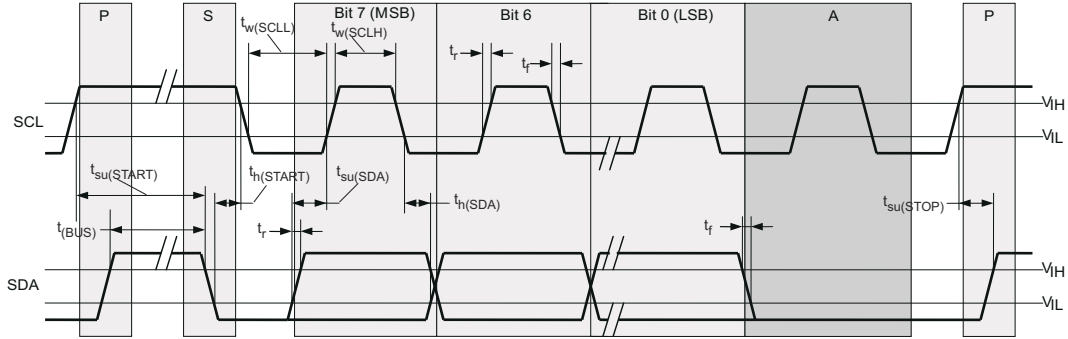 P S Bit 7 (MSB) Bit 6 Bit 0 (LSB) A P
tw(SCLL) tw(SCLH) tr tf
SCL VIH
VIL
tsu(START) th(START) tsu(SDA) th(SDA) tsu(STOP)
t(BUS) tr tf
SDA VIH
VIL